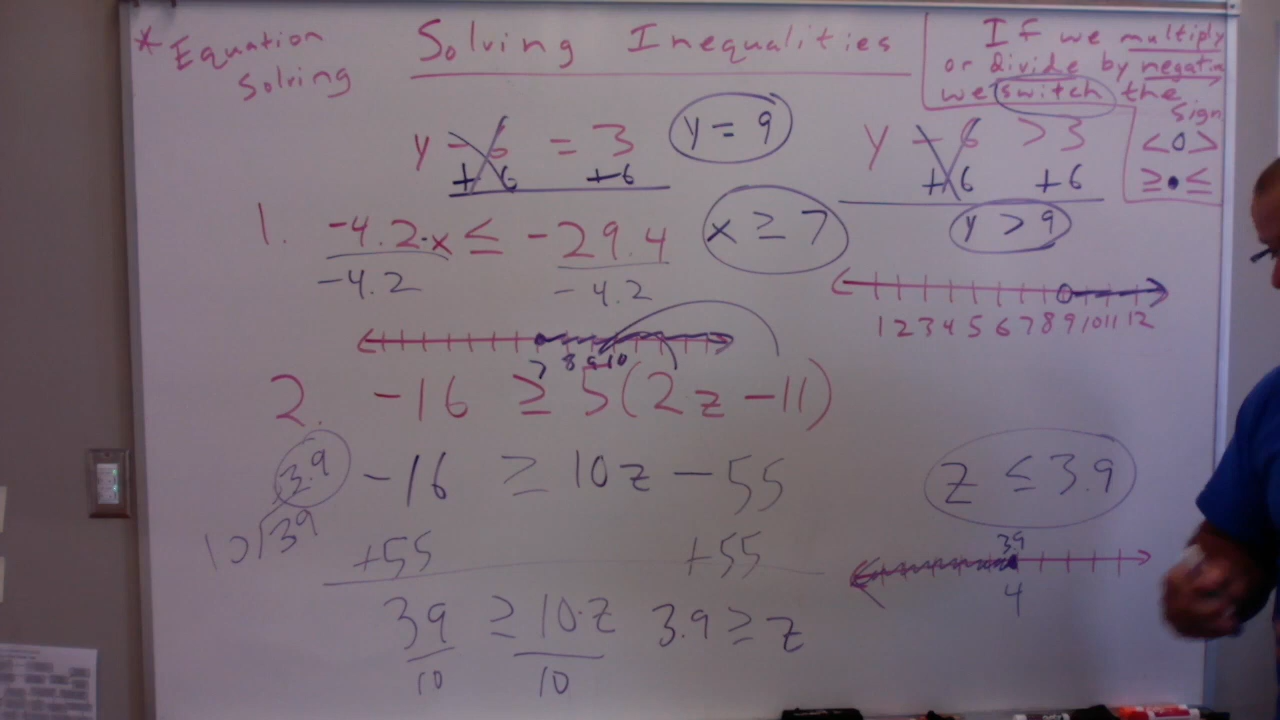 * Equation
Solving
Solving Inequalities
If we multiply
or divide by
we switch the
sign
< O >
≥ • ≤
y - 6 = 3
+ 6 +6
y = 9
y - 6 > 3
+ 6 +6
y > 9
1 2 3 4 5 6 7 8 9 10 11 12
1. -4.2·x ≤ -29.4
-4.2 -4.2
x ≥ 7
7 8 9 10
2. -16 ≥ 5(2z - 11)
-16 ≥ 10z - 55
+55 +55
39 ≥ 10·z
10 10
3.9 ≥ z
3.9
10 39
z ≤ 3.9
3.9
4